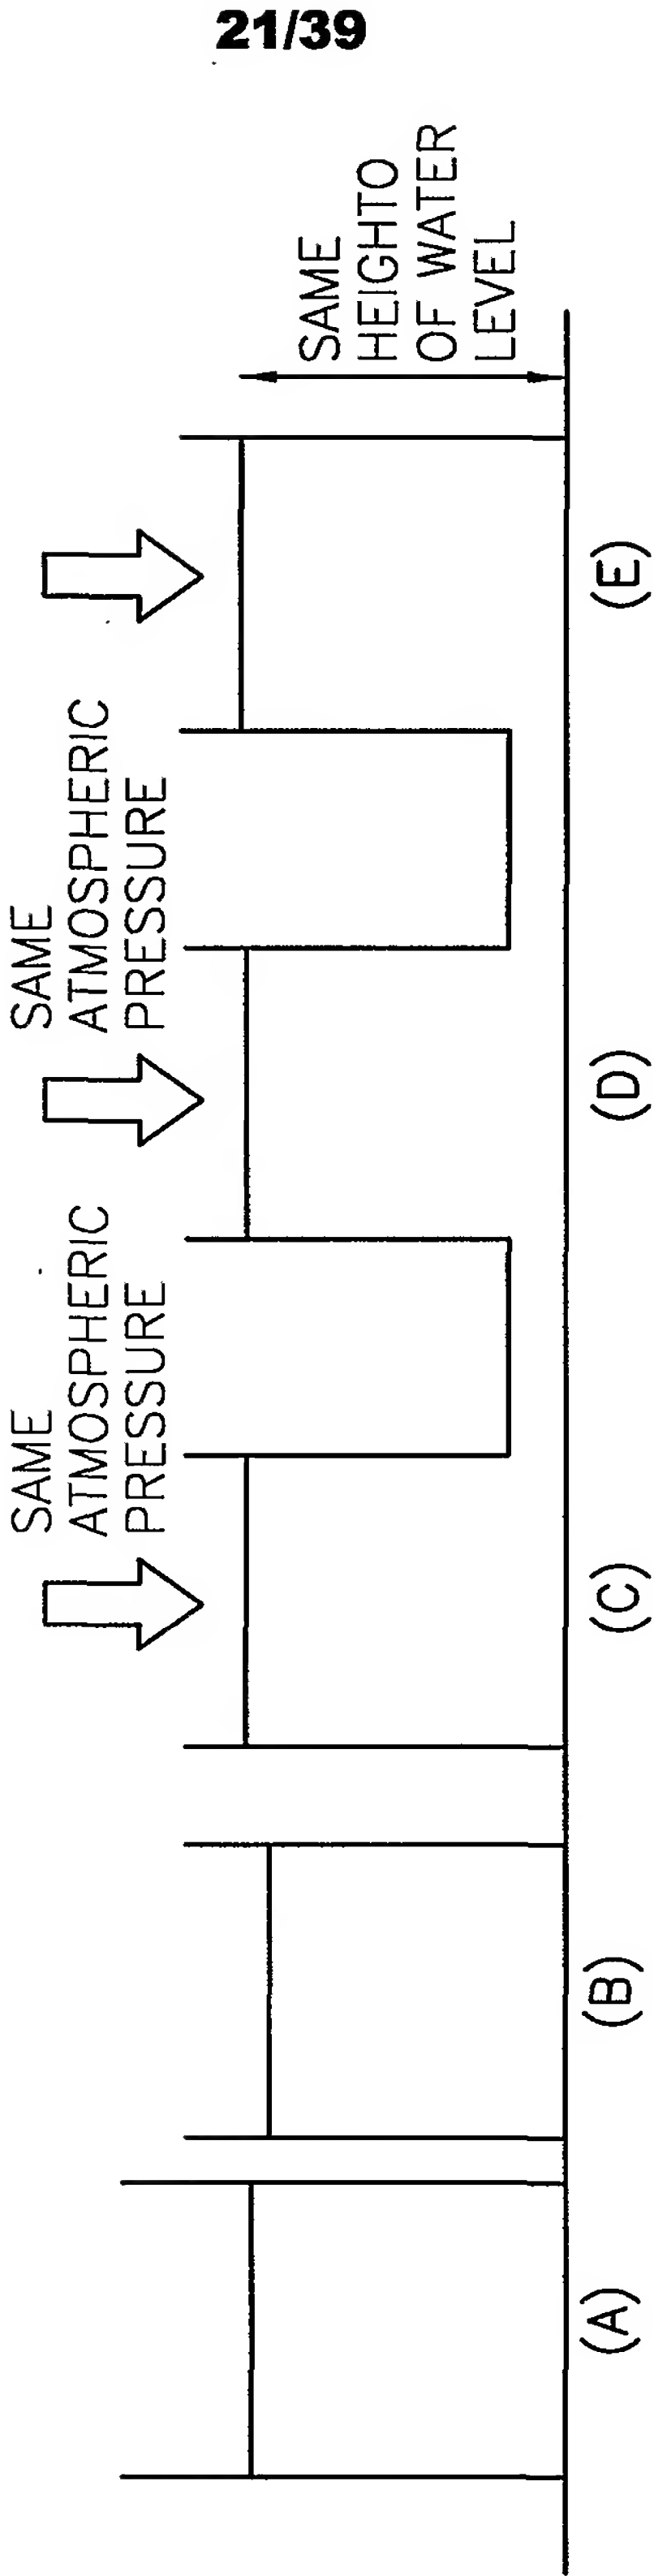 21/39
SAME
ATMOSPHERIC
PRESSURE
SAME
ATMOSPHERIC
PRESSURE
SAME
HEIGHTO
OF WATER
LEVEL
(A)
(B)
(C)
(D)
(E)